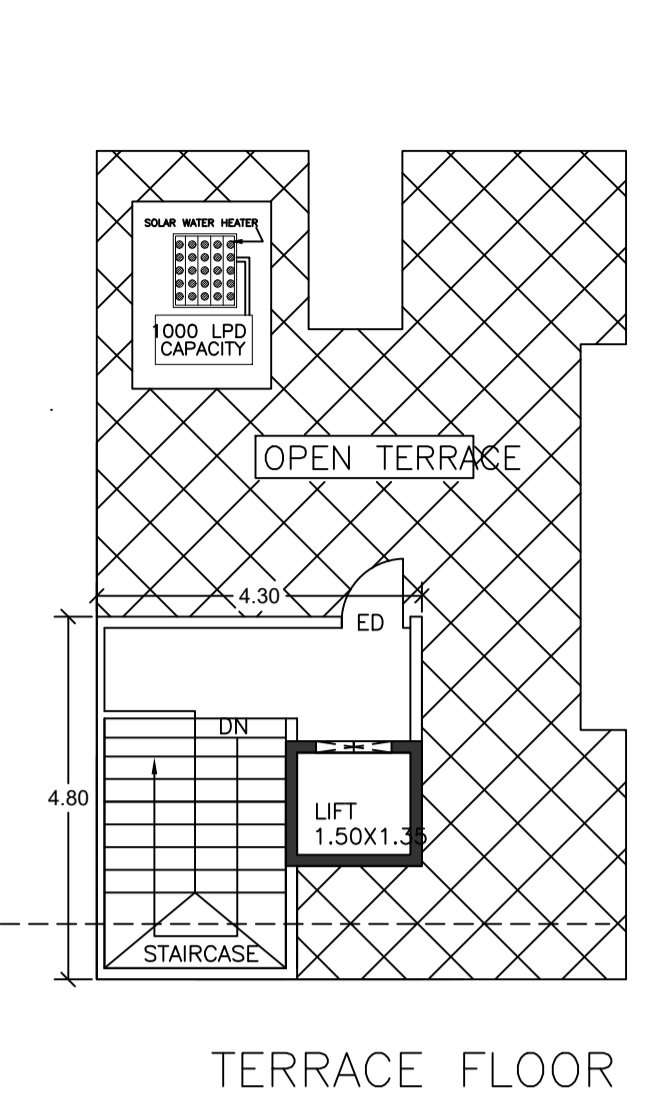 SOLAR WATER HEATER
1000 LPD
CAPACITY
OPEN TERRACE
4.30
ED
DN
4.80
LIFT
1.50X1.35
STAIRCASE
TERRACE FLOOR